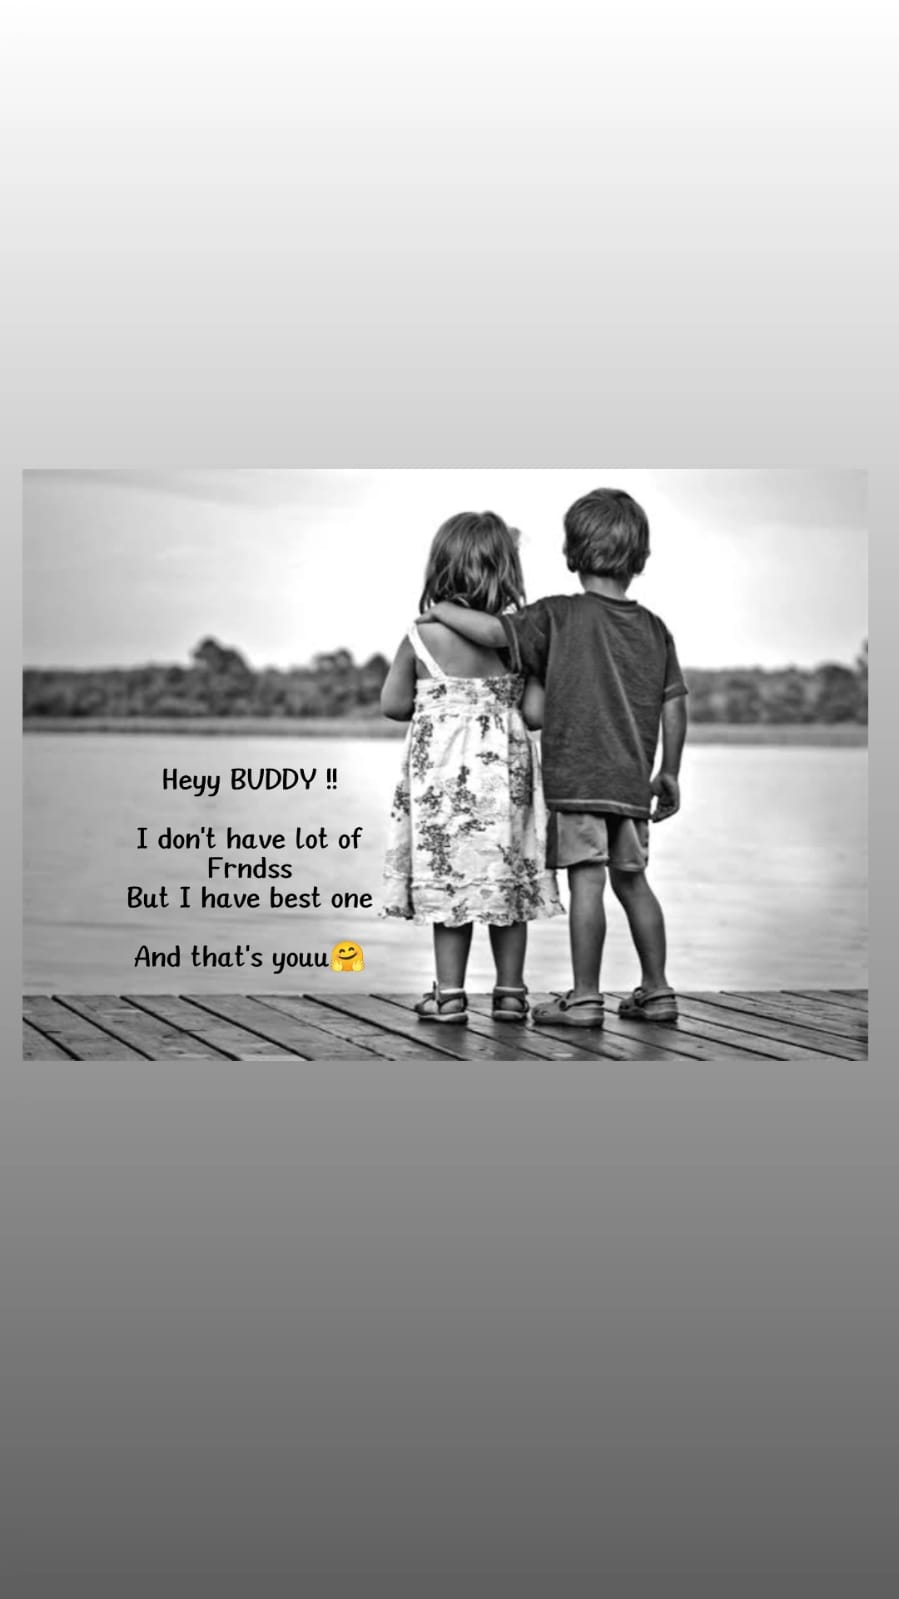 Heyy BUDDY !!
I don't have lot of
Frndss
But I have best one
And that's youu🤗